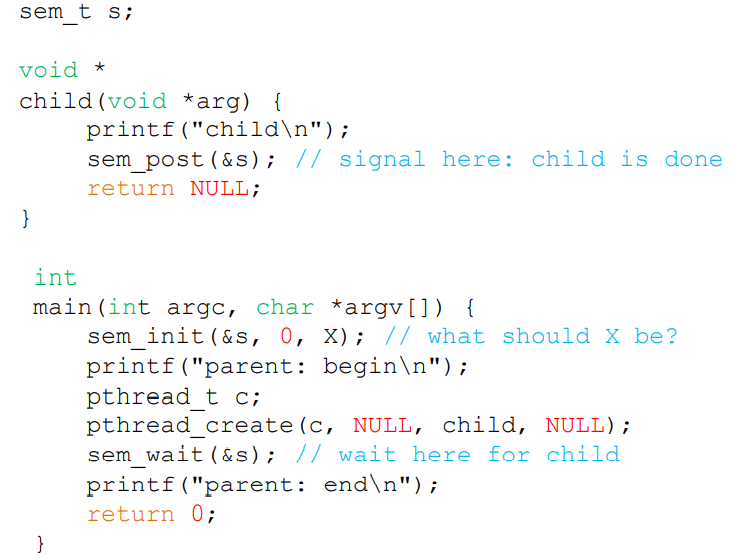 sem_t s;
void *
child(void *arg) {
printf("child\n");
sem_post(&s); // signal here: child is done
return NULL;
}
int
main(int argc, char *argv[]) {
sem_init(&s, 0, X); // what should X be?
printf("parent: begin\n");
pthread_t c;
pthread_create(c, NULL, child, NULL);
sem_wait(&s); // wait here for child
printf("parent: end\n");
return 0;
}